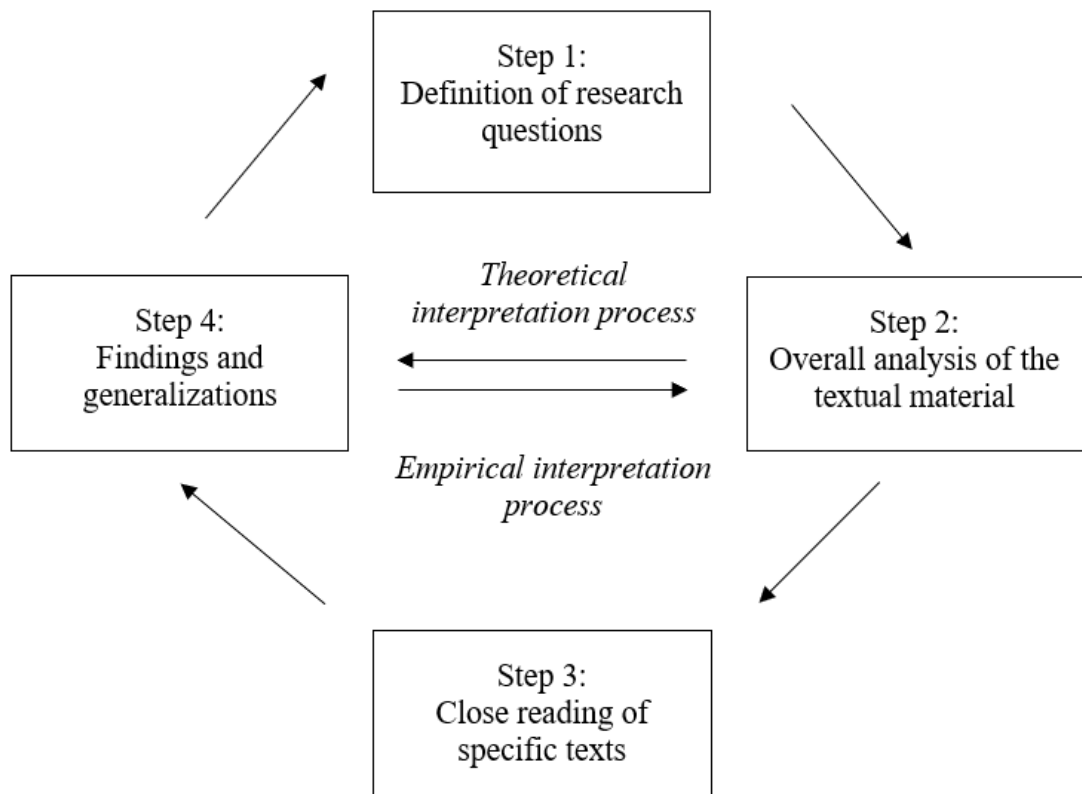 Step 1:
Definition of research
questions
Theoretical
interpretation process
Step 4:
Findings and
generalizations
Step 2:
Overall analysis of the
textual material
Empirical interpretation
process
Step 3:
Close reading of
specific texts